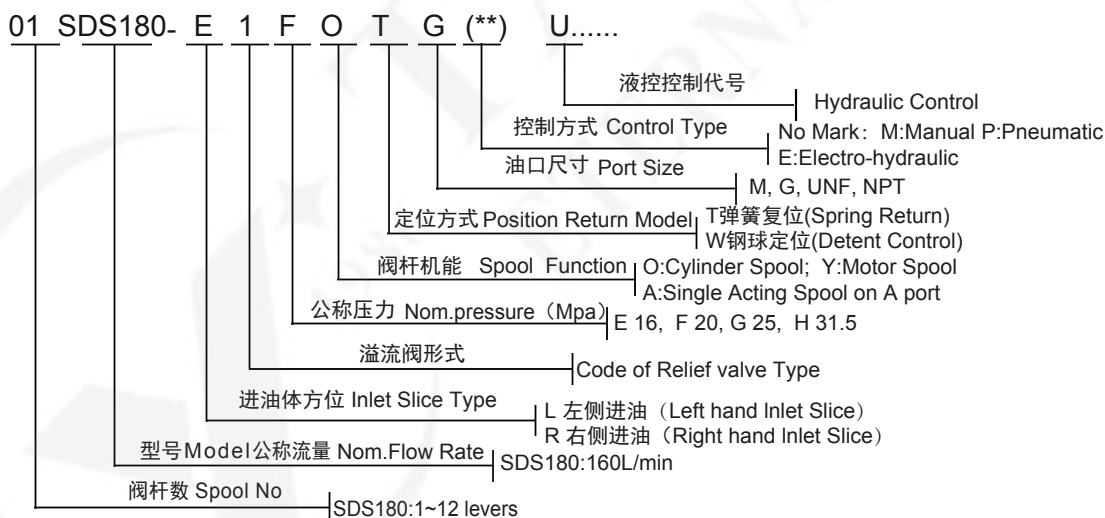 01 SDS180- E 1 F O T G (**) U......
液控控制代号
Hydraulic Control
控制方式 Control Type
No Mark：M:Manual P:Pneumatic
E:Electro-hydraulic
油口尺寸 Port Size
M, G, UNF, NPT
定位方式 Position Return Model
T弹簧复位(Spring Return)
W钢球定位(Detent Control)
阀杆机能 Spool Function
O:Cylinder Spool; Y:Motor Spool
A:Single Acting Spool on A port
公称压力 Nom.pressure（Mpa）
E 16, F 20, G 25, H 31.5
溢流阀形式
Code of Relief valve Type
进油体方位 Inlet Slice Type
L 左侧进油（Left hand Inlet Slice）
R 右侧进油（Right hand Inlet Slice）
型号Model公称流量 Nom.Flow Rate
SDS180:160L/min
阀杆数 Spool No
SDS180:1~12 levers